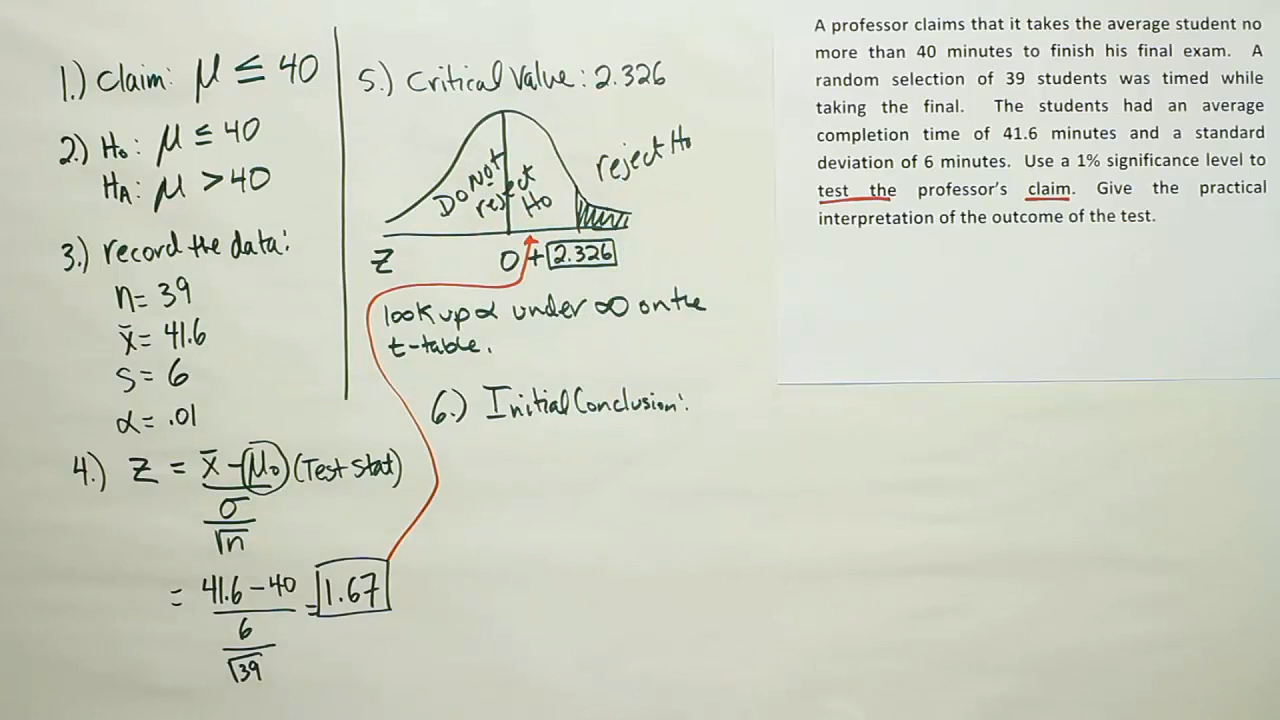 1.) Claim: μ ≤ 40
2.) H₀: μ ≤ 40
H_A: μ > 40
3.) record the data:
n = 39
x̄ = 41.6
s = 6
α = .01
4.) Z = x̄ - μ₀ (Test Stat)
σ
√n
= 41.6 - 40 = 1.67
6
√39
5.) Critical Value: 2.326
Do Not
reject
Ho
reject Ho
Z 0 + 2.326
look up α under ∞ on the
t-table.
6.) Initial Conclusion:
A professor claims that it takes the average student no
more than 40 minutes to finish his final exam. A
random selection of 39 students was timed while
taking the final. The students had an average
completion time of 41.6 minutes and a standard
deviation of 6 minutes. Use a 1% significance level to
test the professor's claim. Give the practical
interpretation of the outcome of the test.